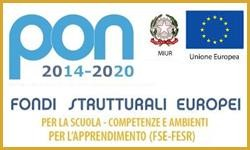 pon
2014-2020
MIUR
Unione Europea
FONDI STRUTTURALI EUROPEI
PER LA SCUOLA - COMPETENZE E AMBIENTI
PER L'APPRENDIMENTO (FSE-FESR)